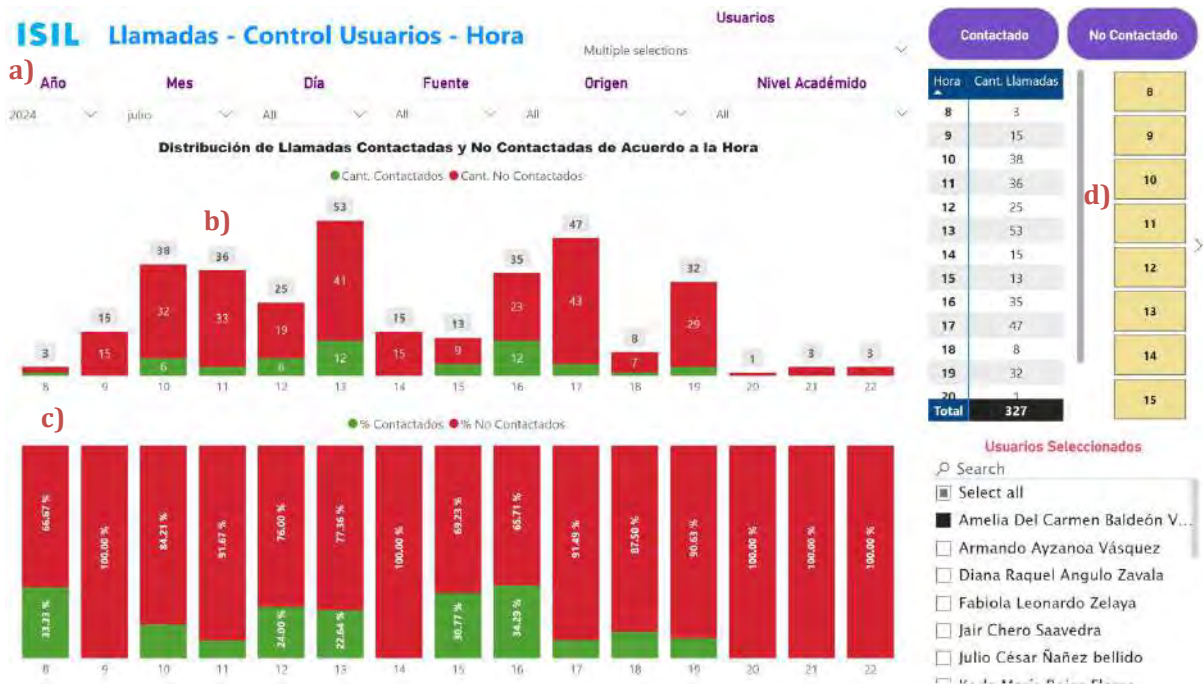 ISIL Llamadas - Control Usuarios - Hora
Usuarios
Multiple selections
Contactado
No Contactado
a)
Año Mes Día Fuente Origen Nivel Académido
2024 julio All All All All
Distribución de Llamadas Contactadas y No Contactadas de Acuerdo a la Hora
Cant. Contactados Cant. No Contactados
b)
3 15 38 36 25 53 15 13 35 47 8 32 1 3 3
15 32 33 19 41 15 9 23 43 7 29
6 6 12 12
8 9 10 11 12 13 14 15 16 17 18 19 20 21 22
c)
% Contactados % No Contactados
66.67 % 100.00 % 84.21 % 91.67 % 76.00 % 77.36 % 100.00 % 69.23 % 65.71 % 91.49 % 87.50 % 90.63 % 100.00 % 100.00 % 100.00 %
33.33 % 24.00 % 22.64 % 30.77 % 34.29 %
8 9 10 11 12 13 14 15 16 17 18 19 20 21 22
Hora Cant. Llamadas
8 3
9 15
10 38
11 36
12 25
13 53
14 15
15 13
16 35
17 47
18 8
19 32
20 1
Total 327
d)
8
9
10
11
12
13
14
15
Usuarios Seleccionados
Search
Select all
Amelia Del Carmen Baldeón V...
Armando Ayzanoa Vásquez
Diana Raquel Angulo Zavala
Fabiola Leonardo Zelaya
Jair Chero Saavedra
Julio César Ñañez bellido